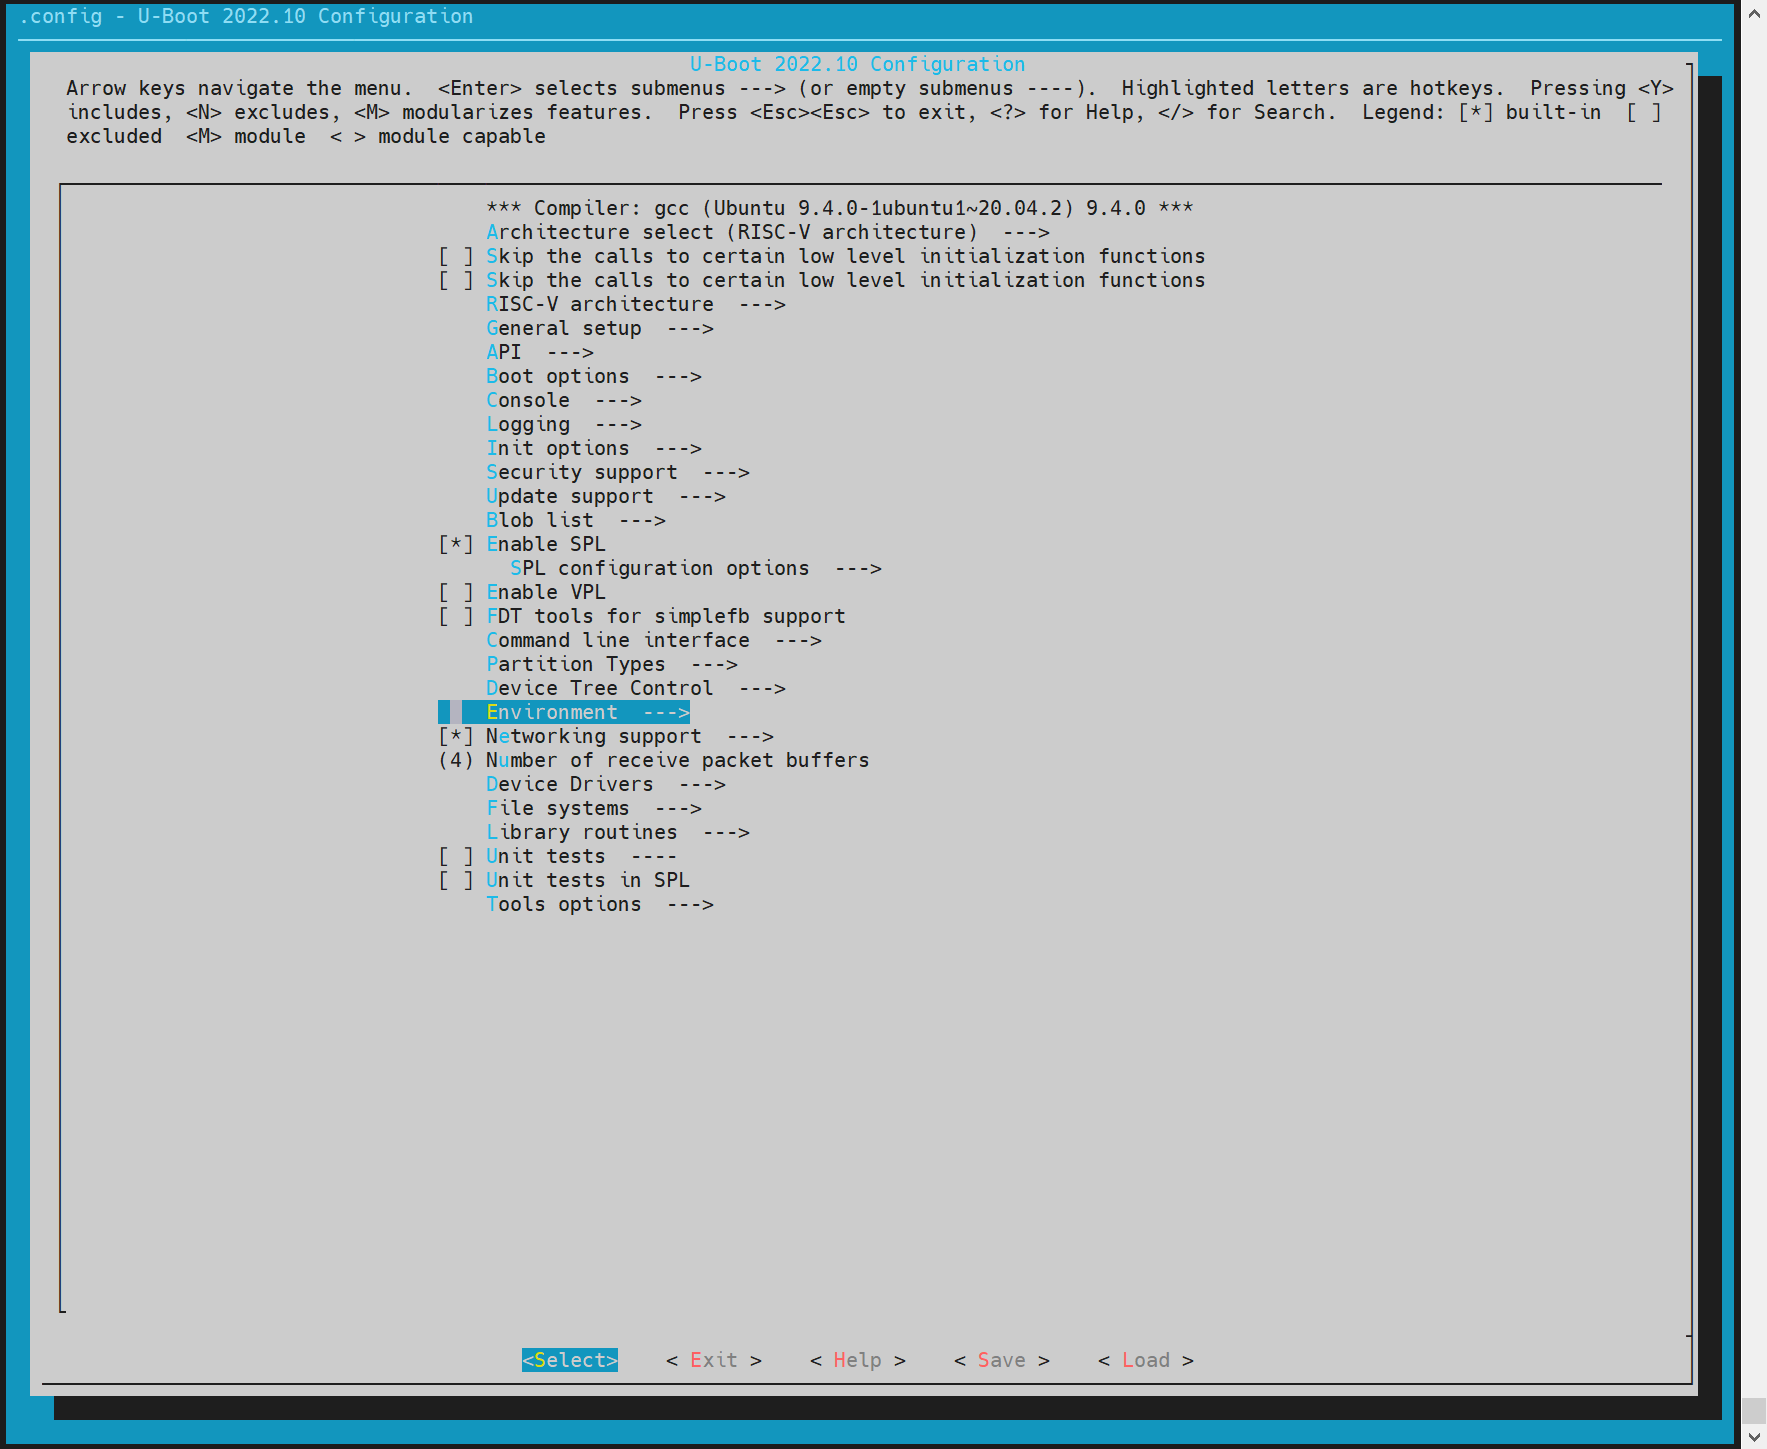 .config - U-Boot 2022.10 Configuration
U-Boot 2022.10 Configuration
Arrow keys navigate the menu.  <Enter> selects submenus ---> (or empty submenus ----).  Highlighted letters are hotkeys.  Pressing <Y>
includes, <N> excludes, <M> modularizes features.  Press <Esc><Esc> to exit, <?> for Help, </> for Search.  Legend: [*] built-in  [ ]
excluded  <M> module  < > module capable
*** Compiler: gcc (Ubuntu 9.4.0-1ubuntu1~20.04.2) 9.4.0 ***
Architecture select (RISC-V architecture)  --->
[ ] Skip the calls to certain low level initialization functions
[ ] Skip the calls to certain low level initialization functions
RISC-V architecture  --->
General setup  --->
API  --->
Boot options  --->
Console  --->
Logging  --->
Init options  --->
Security support  --->
Update support  --->
Blob list  --->
[*] Enable SPL
SPL configuration options  --->
[ ] Enable VPL
[ ] FDT tools for simplefb support
Command line interface  --->
Partition Types  --->
Device Tree Control  --->
Environment  --->
[*] Networking support  --->
(4) Number of receive packet buffers
Device Drivers  --->
File systems  --->
Library routines  --->
[ ] Unit tests  ----
[ ] Unit tests in SPL
Tools options  --->
<Select>    < Exit >    < Help >    < Save >    < Load >